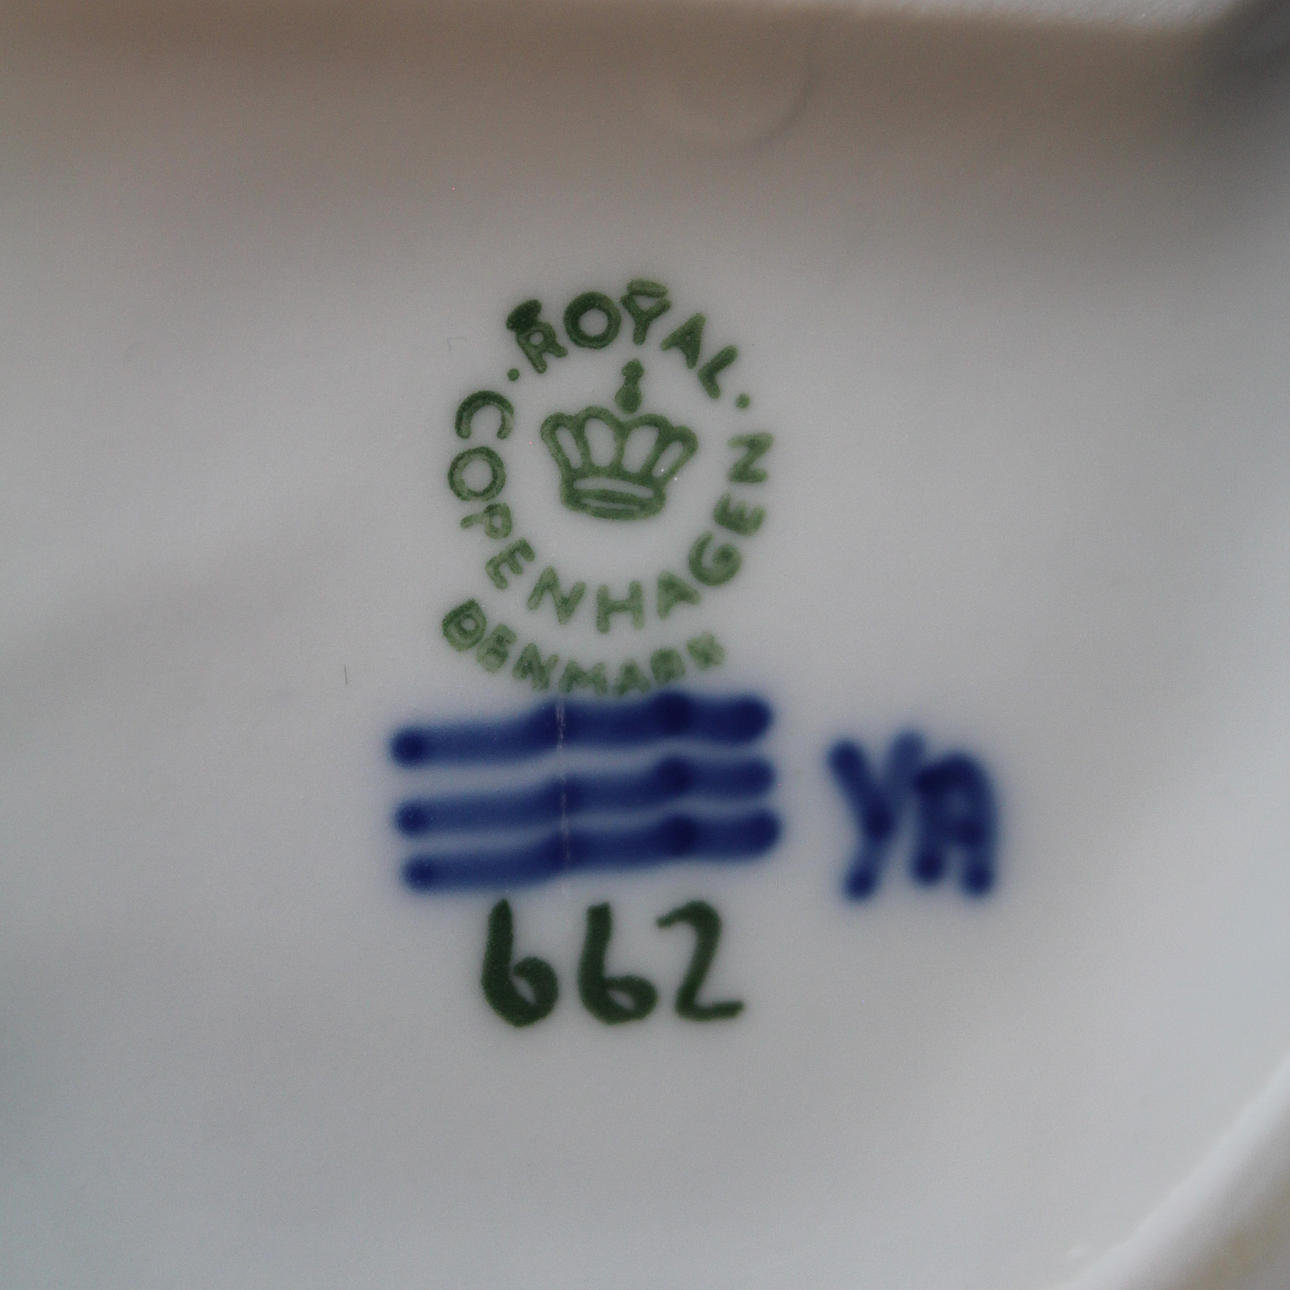 ROYAL
COPENHAGEN
DENMARK
YA
662